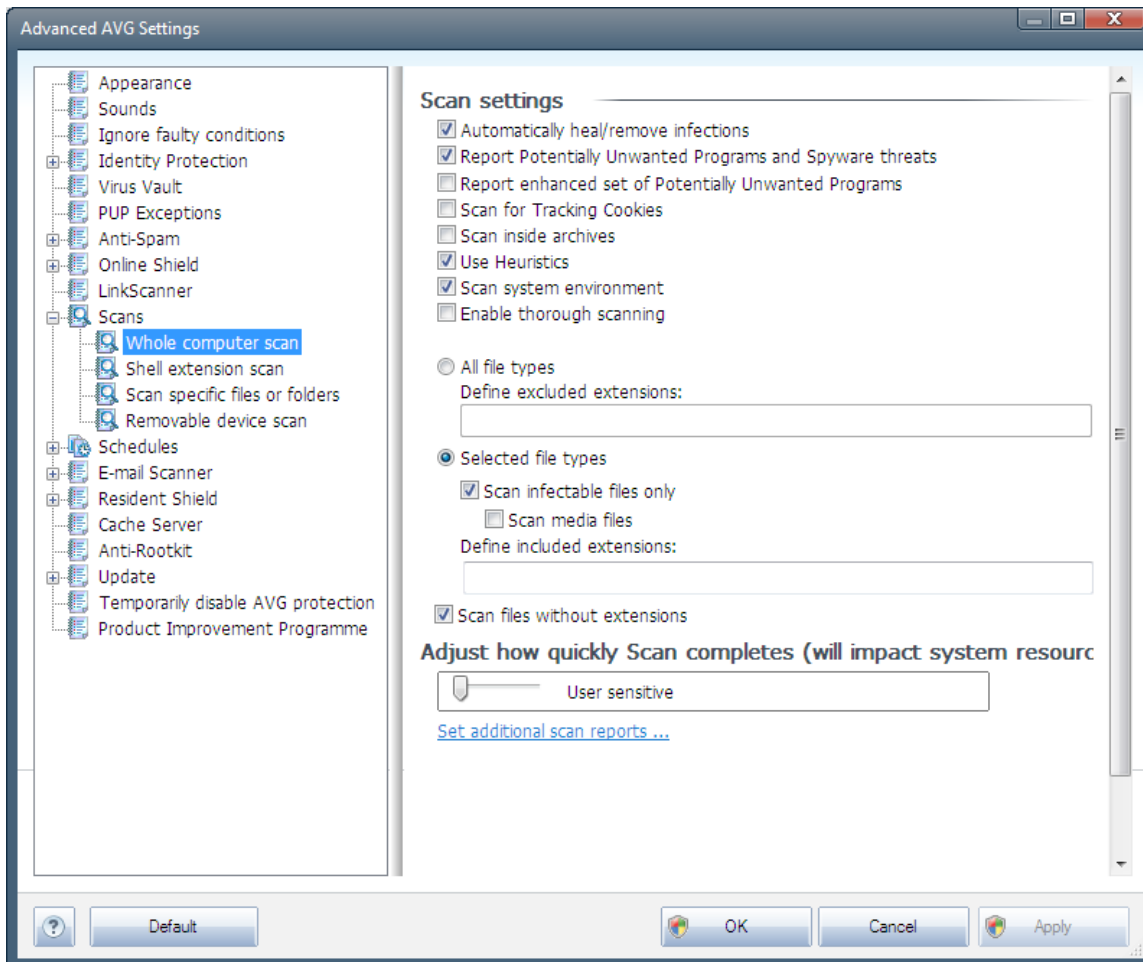 Advanced AVG Settings
Appearance
Sounds
Ignore faulty conditions
Identity Protection
Virus Vault
PUP Exceptions
Anti-Spam
Online Shield
LinkScanner
Scans
Whole computer scan
Shell extension scan
Scan specific files or folders
Removable device scan
Schedules
E-mail Scanner
Resident Shield
Cache Server
Anti-Rootkit
Update
Temporarily disable AVG protection
Product Improvement Programme
Scan settings
Automatically heal/remove infections
Report Potentially Unwanted Programs and Spyware threats
Report enhanced set of Potentially Unwanted Programs
Scan for Tracking Cookies
Scan inside archives
Use Heuristics
Scan system environment
Enable thorough scanning
All file types
Define excluded extensions:
Selected file types
Scan infectable files only
Scan media files
Define included extensions:
Scan files without extensions
Adjust how quickly Scan completes (will impact system resourc
User sensitive
Set additional scan reports ...
?
Default
OK
Cancel
Apply